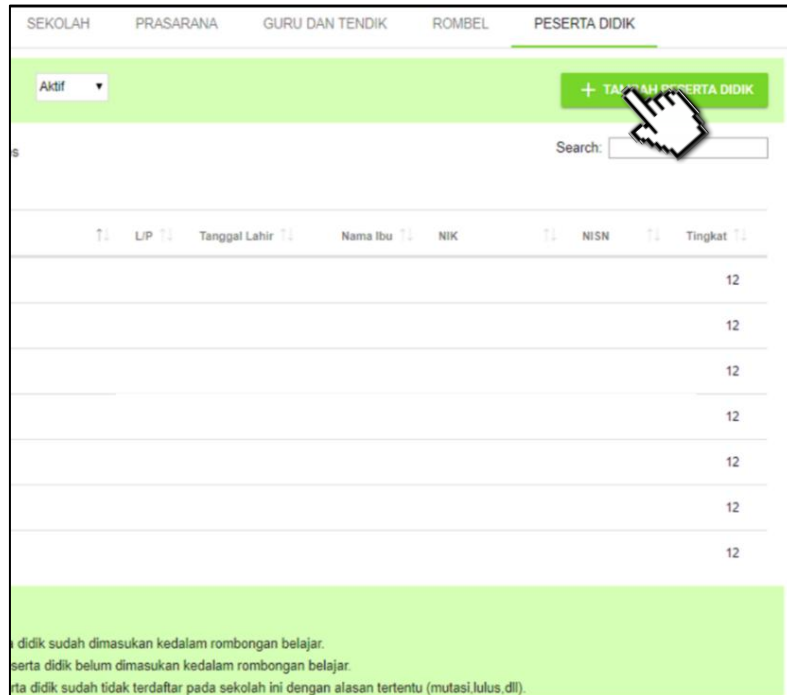 SEKOLAH PRASARANA GURU DAN TENDIK ROMBEL PESERTA DIDIK
Aktif + DIDIK
Search:
L/P Tanggal Lahir Nama Ibu NIK NISN Tingkat
12
12
12
12
12
12
12
didik sudah dimasukan kedalam rombongan belajar.
didik belum dimasukan kedalam rombongan belajar.
didik sudah tidak terdaftar pada sekolah ini dengan alasan tertentu (mutasi,lulus,dll).